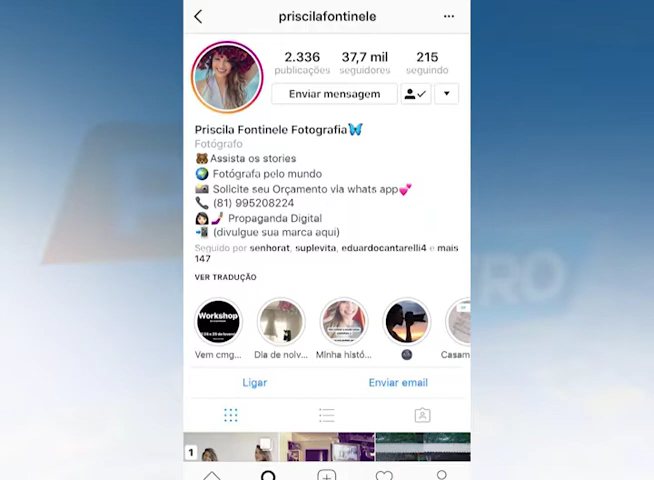 priscilafontinele
2.336 37,7 mil 215
publicações seguidores seguindo
Enviar mensagem
Priscila Fontinele Fotografia🦋
Fotógrafo
🐻Assista os stories
🌍 Fotógrafa pelo mundo
📸 Solicite seu Orçamento via whats app💕
📞 (81) 995208224
👩🏻🤳 Propaganda Digital
📲 (divulgue sua marca aqui)
Seguido por senhorat, suplevita, eduardocantarelli4 e mais
147
VER TRADUÇÃO
Workshop
Vem cmg... Dia de noiv... Minha histó... Casam
Ligar Enviar email
1